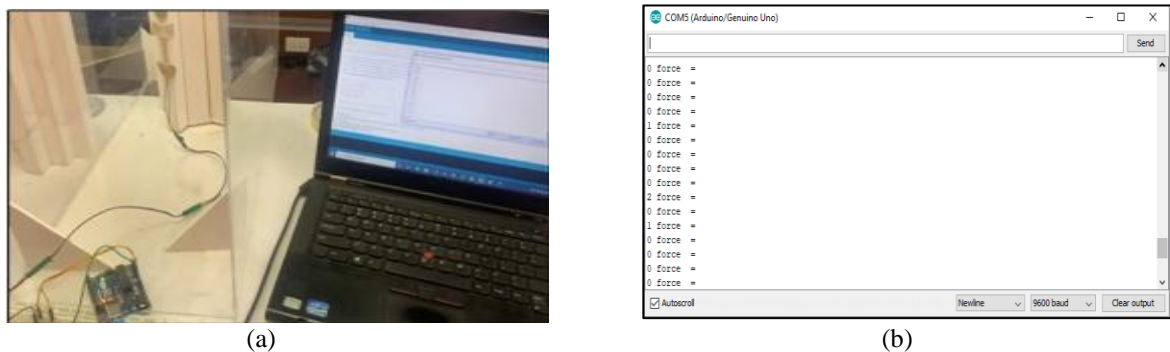 COM5 (Arduino/Genuino Uno)
Send
0 force =
0 force =
0 force =
0 force =
1 force =
0 force =
0 force =
0 force =
0 force =
2 force =
0 force =
1 force =
0 force =
0 force =
0 force =
0 force =
Autoscroll
Newline
9600 baud
Clear output
(a)
(b)